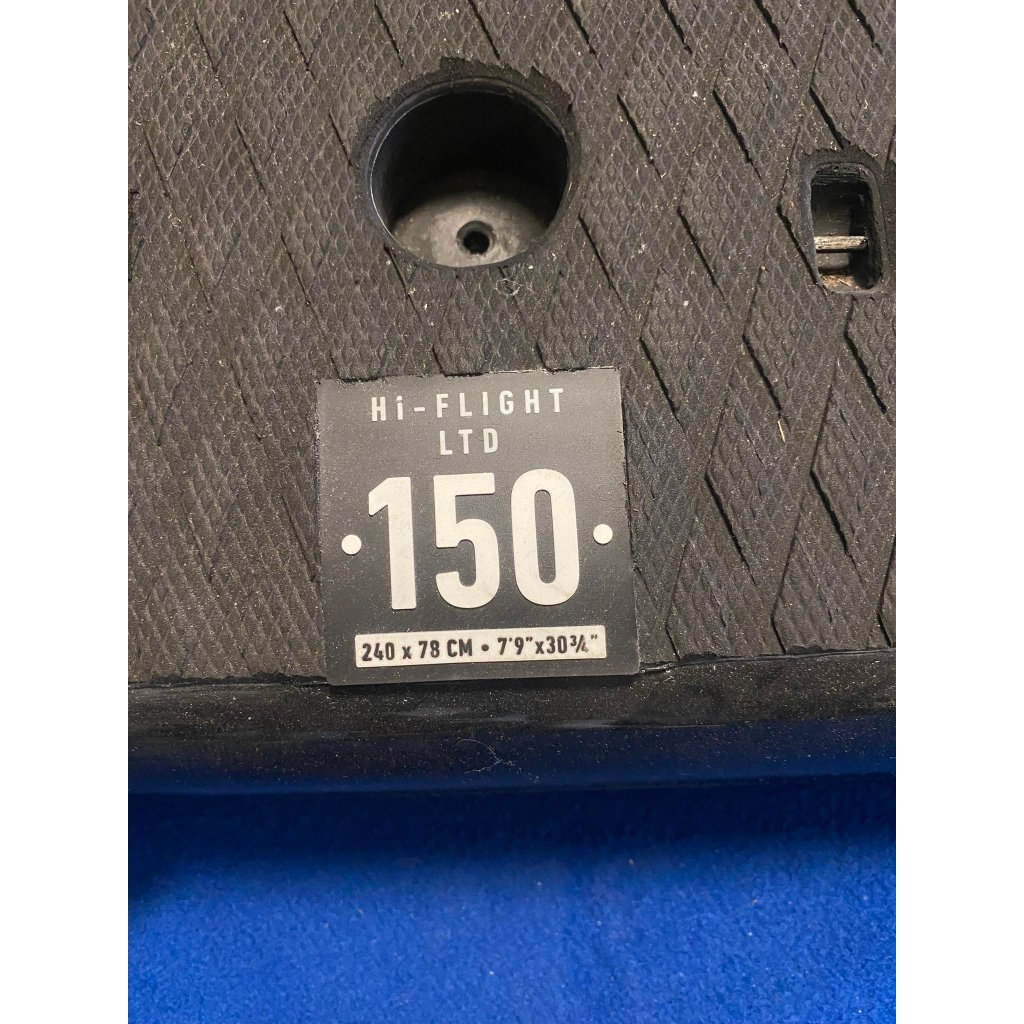 Hi-FLIGHT
LTD
·150·
240 x 78 CM • 7'9"x30¾"